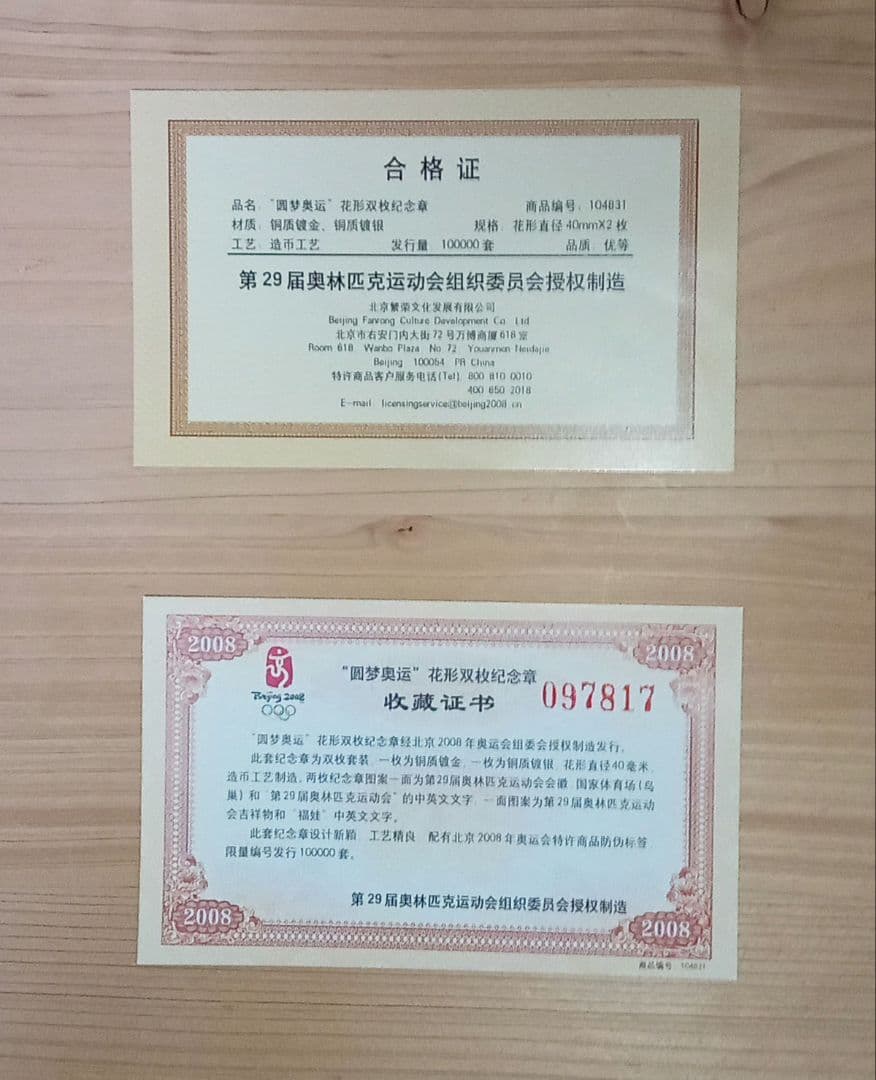 合格证
品名：“圆梦奥运”花形双枚纪念章 商品编号：104831
材质：铜质镀金、铜质镀银 规格：花形直径40mmX2枚
工艺：造币工艺 发行量：100000套 品质：优等
第29届奥林匹克运动会组织委员会授权制造
北京繁荣文化发展有限公司
Beijing Fanrong Culture Development Co Ltd
北京市右安门内大街72号万博商厦618室
Room 618 Wanbo Plaza No 72 Youanmen Neidajie
Beijing 100054 PR China
特许商品客户服务电话(Tel) 800 810 0010
400 650 2018
E-mail licensingservice@beijing2008.cn
2008 2008
Beijing 2008
“圆梦奥运”花形双枚纪念章
收藏证书 097817
“圆梦奥运”花形双枚纪念章经北京2008年奥运会组委会授权制造发行。
此套纪念章为双枚套装，一枚为铜质镀金，一枚为铜质镀银，花形直径40毫米，
造币工艺制造。两枚纪念章图案一面为第29届奥林匹克运动会会徽、国家体育场(鸟
巢)和“第29届奥林匹克运动会”的中英文文字，一面图案为第29届奥林匹克运动
会吉祥物和“福娃”中英文文字。
此套纪念章设计新颖，工艺精良，配有北京2008年奥运会特许商品防伪标签，
限量编号发行100000套。
第29届奥林匹克运动会组织委员会授权制造
2008 2008
商品编号：104831